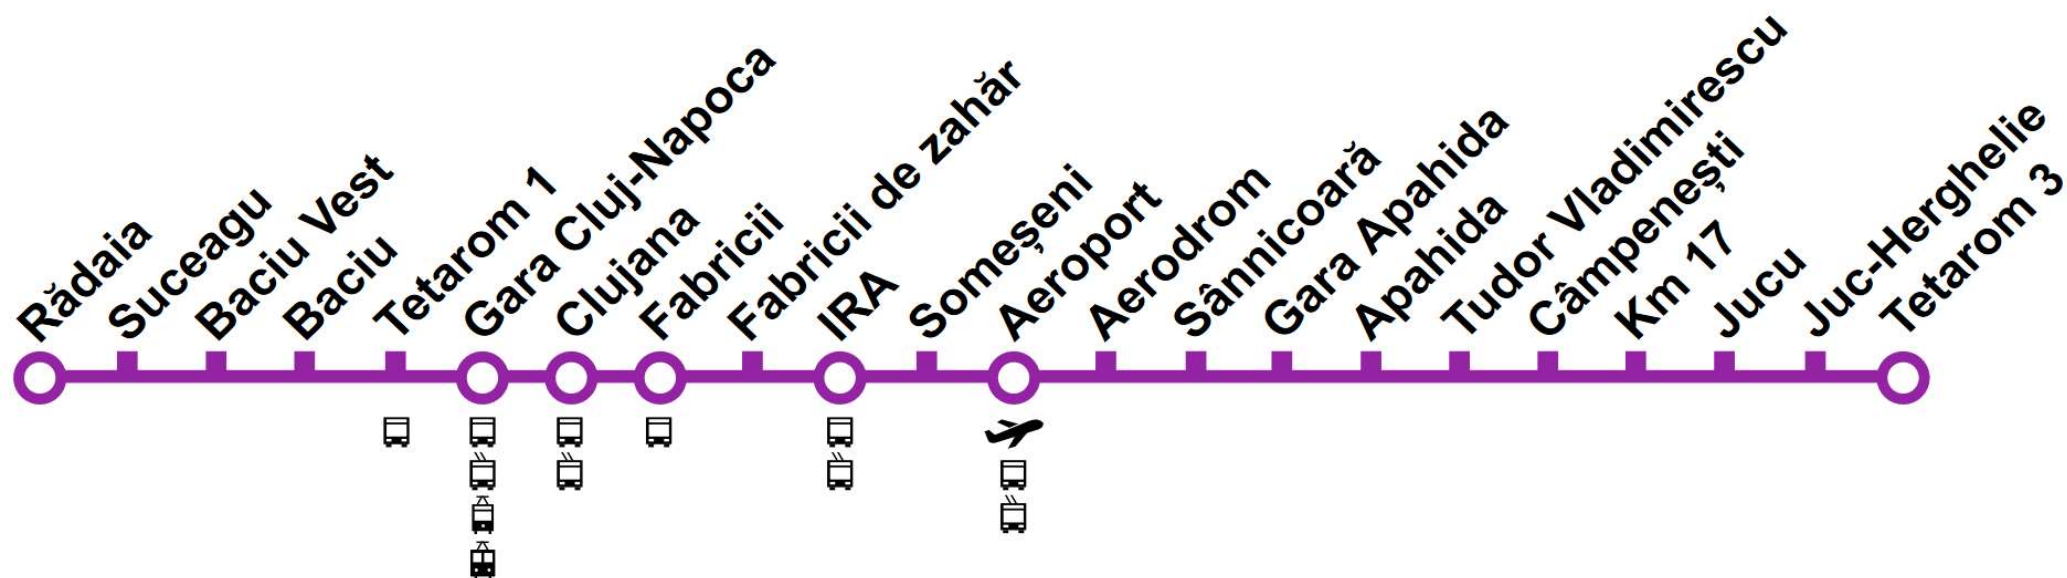 Rădaia
Suceagu
Baciu Vest
Baciu
Tetarom 1
Gara Cluj-Napoca
Clujana
Fabricii
Fabricii de zahăr
IRA
Someșeni
Aeroport
Aerodrom
Sânnicoară
Gara Apahida
Apahida
Tudor Vladimirescu
Câmpenești
Km 17
Jucu
Juc-Herghelie
Tetarom 3